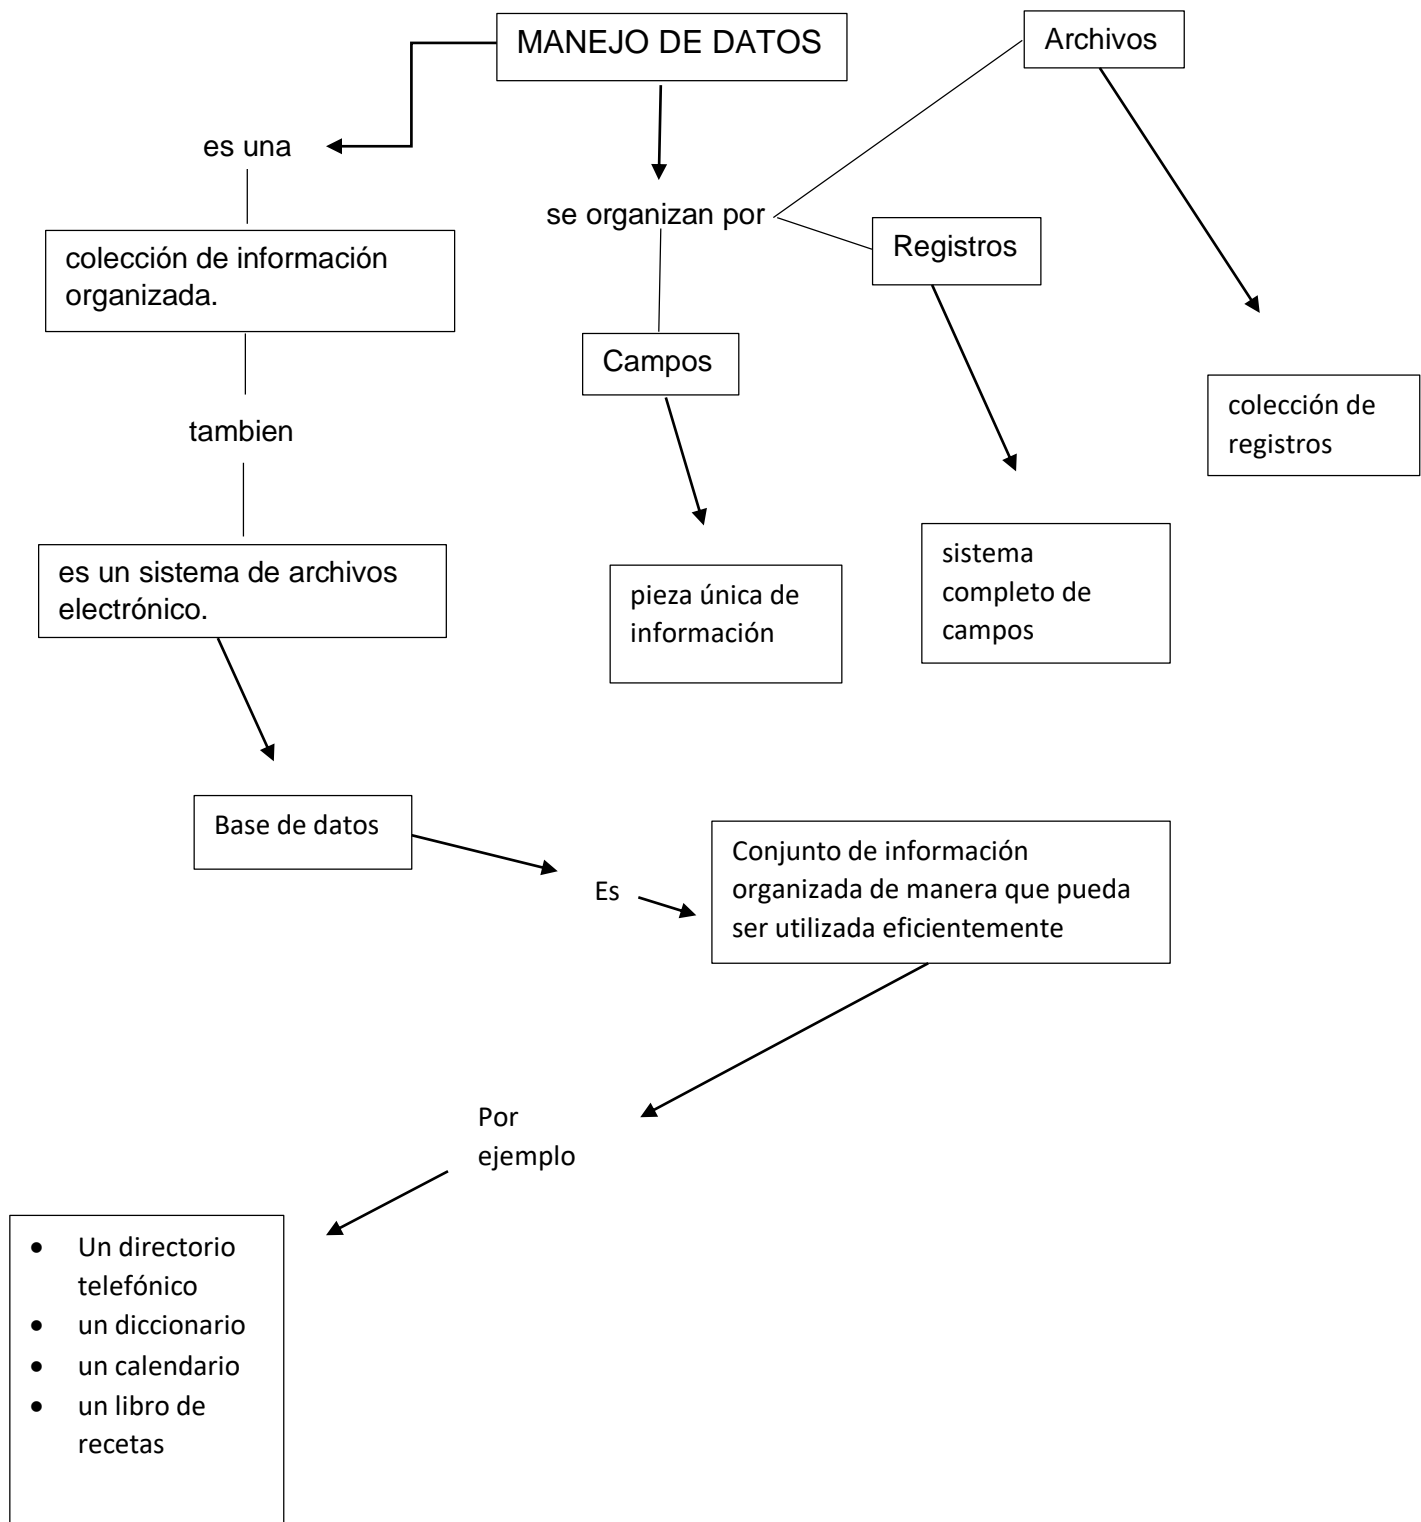 MANEJO DE DATOS
Archivos
es una
se organizan por
Registros
colección de información
organizada.
Campos
colección de
registros
tambien
es un sistema de archivos
electrónico.
pieza única de
información
sistema
completo de
campos
Base de datos
Es
Conjunto de información
organizada de manera que pueda
ser utilizada eficientemente
Por
ejemplo
• Un directorio
telefónico
• un diccionario
• un calendario
• un libro de
recetas